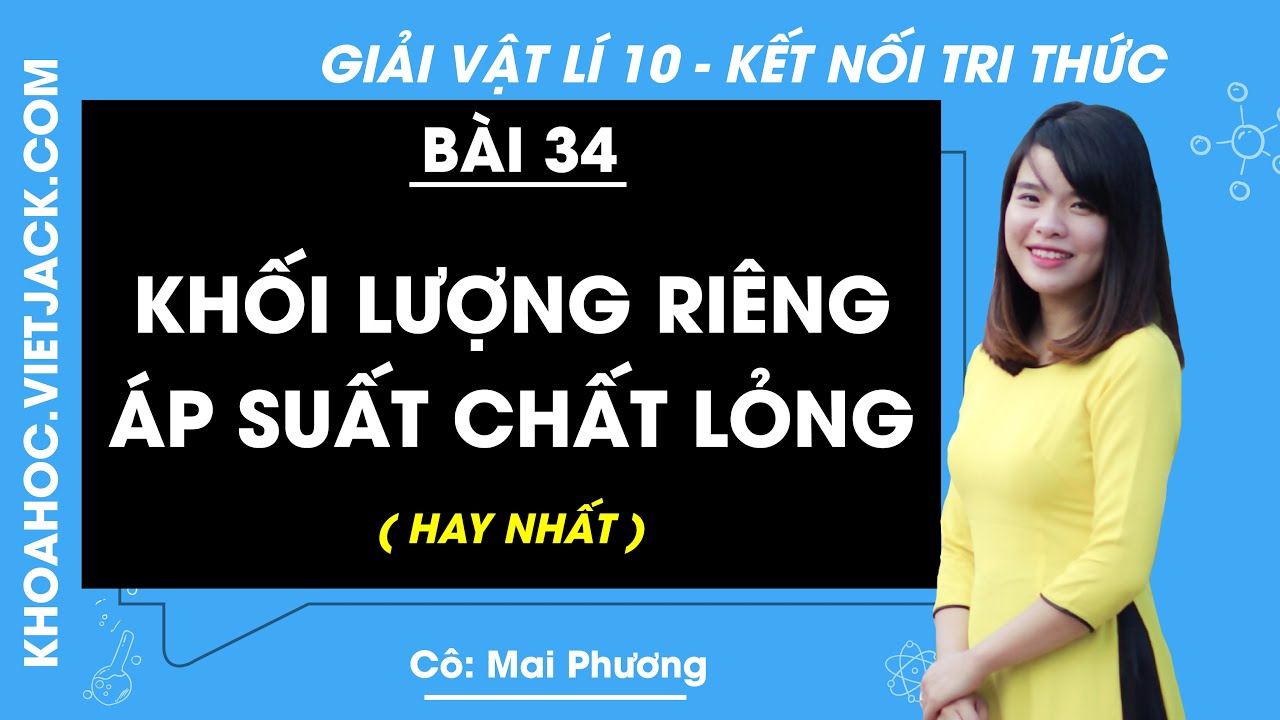 GIẢI VẬT LÍ 10 - KẾT NỐI TRI THỨC
KHOAHOC.VIETJACK.COM
BÀI 34
KHỐI LƯỢNG RIÊNG
ÁP SUẤT CHẤT LỎNG
( HAY NHẤT )
Cô: Mai Phương